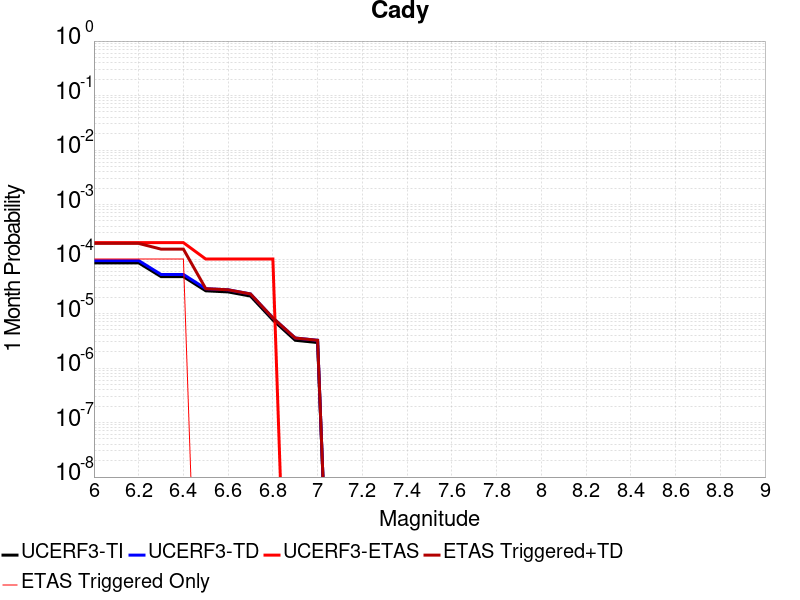 Cady
10^0
10^-1
10^-2
10^-3
10^-4
10^-5
10^-6
10^-7
10^-8
1 Month Probability
6 6.2 6.4 6.6 6.8 7 7.2 7.4 7.6 7.8 8 8.2 8.4 8.6 8.8 9
Magnitude
UCERF3-TI UCERF3-TD UCERF3-ETAS ETAS Triggered+TD
ETAS Triggered Only